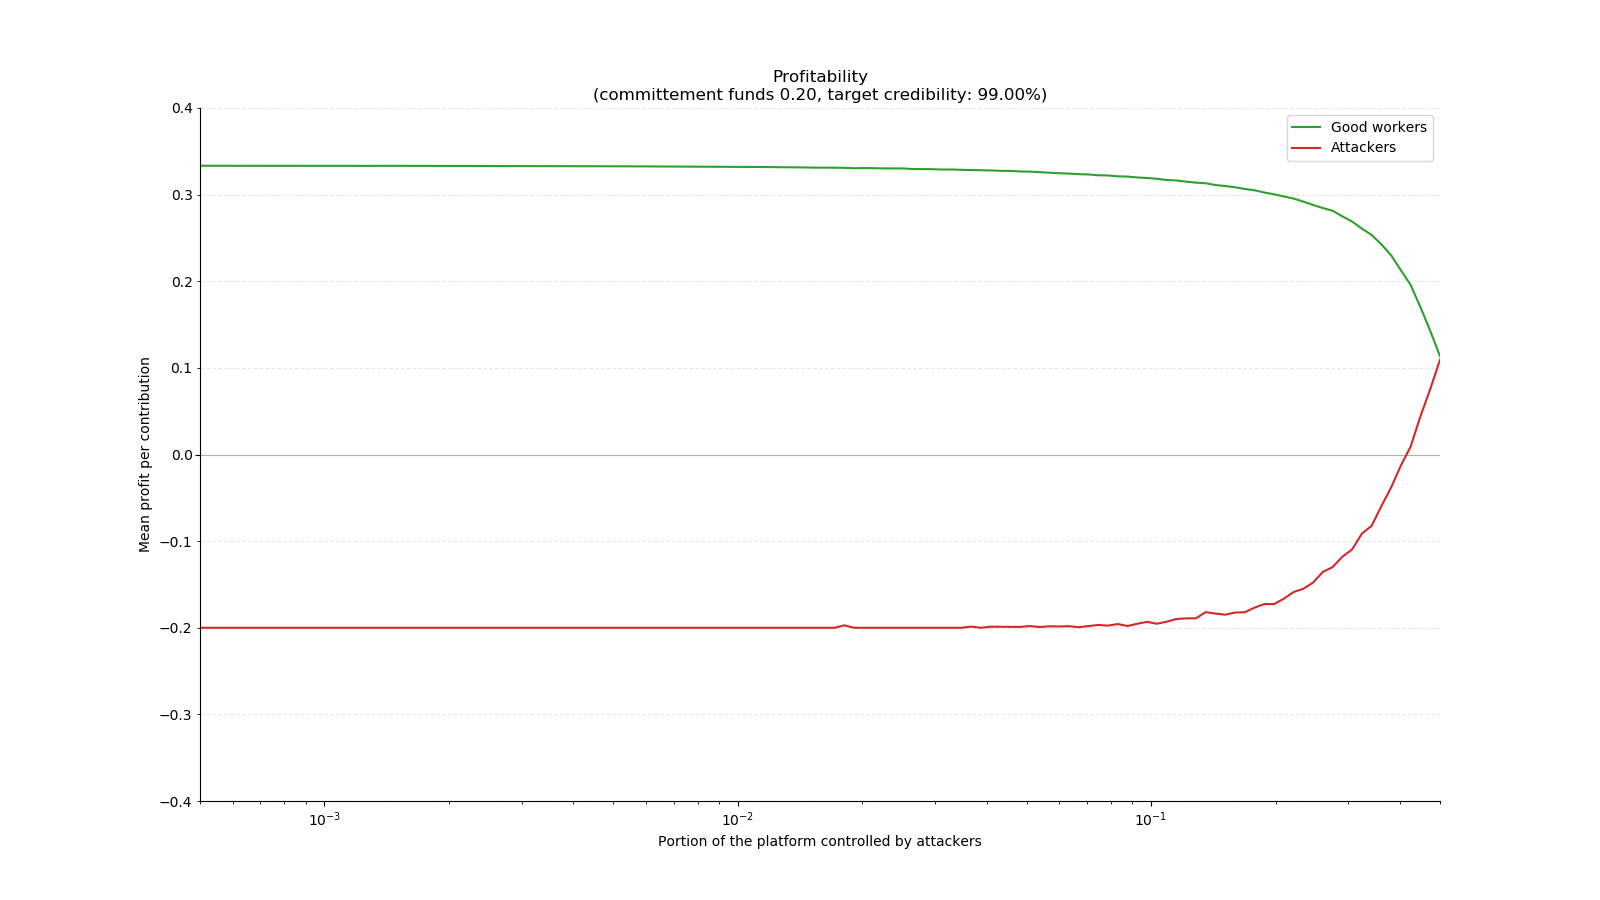 Profitability
(committement funds 0.20, target credibility: 99.00%)
Good workers
Attackers
Mean profit per contribution
0.4
0.3
0.2
0.1
0.0
−0.1
−0.2
−0.3
−0.4
10⁻³
10⁻²
10⁻¹
Portion of the platform controlled by attackers